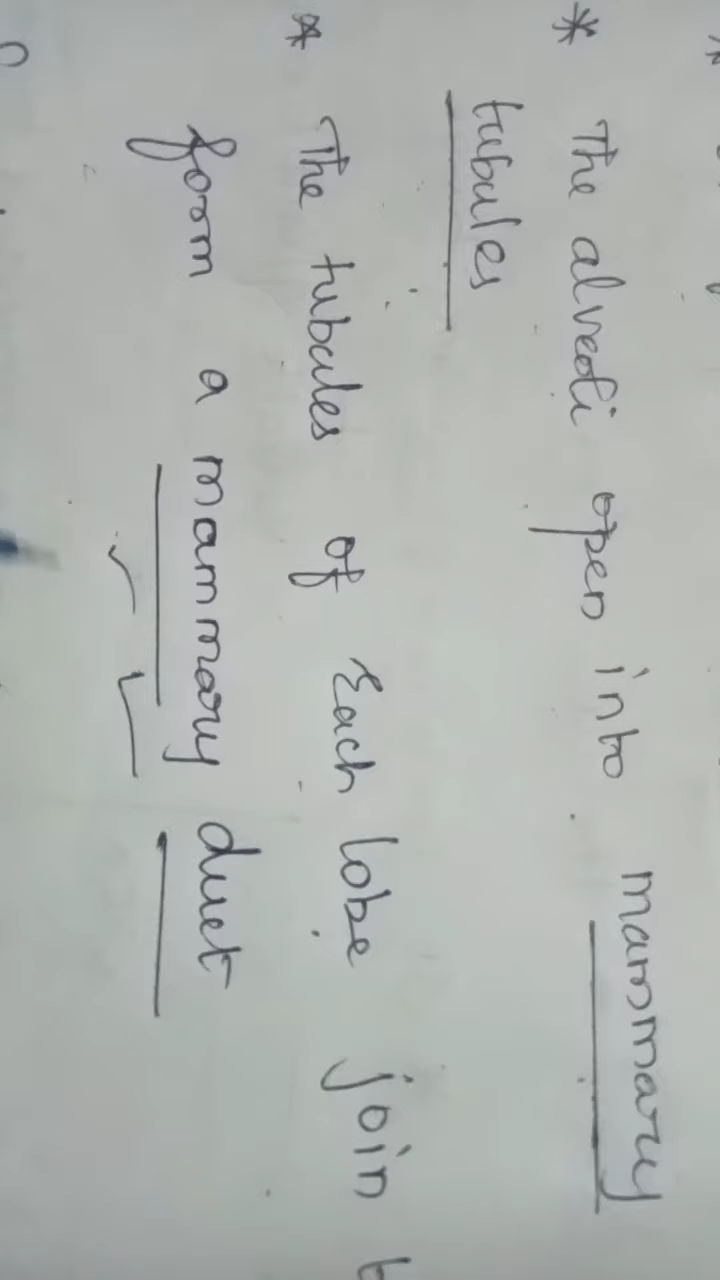 * The alveoli open into mammary
tubules
* The tubules of Each lobe join
form a mammary duct